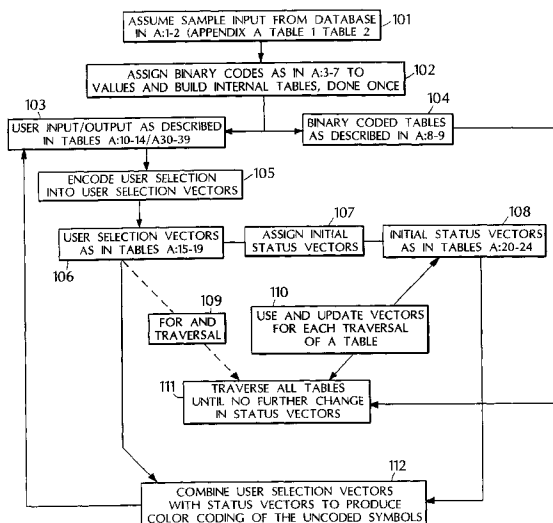 ASSUME SAMPLE INPUT FROM DATABASE
IN A:1-2 (APPENDIX A TABLE 1 TABLE 2
101
ASSIGN BINARY CODES AS IN A:3-7 TO
VALUES AND BUILD INTERNAL TABLES, DONE ONCE
102
103
USER INPUT/OUTPUT AS DESCRIBED
IN TABLES A:10-14/A30-39
104
BINARY CODED TABLES
AS DESCRIBED IN A:8-9
ENCODE USER SELECTION
INTO USER SELECTION VECTORS
105
USER SELECTION VECTORS
AS IN TABLES A:15-19
106
107
ASSIGN INITIAL
STATUS VECTORS
108
INITIAL STATUS VECTORS
AS IN TABLES A:20-24
109
FOR AND
TRAVERSAL
110
USE AND UPDATE VECTORS
FOR EACH TRAVERSAL
OF A TABLE
111
TRAVERSE ALL TABLES
UNTIL NO FURTHER CHANGE
IN STATUS VECTORS
112
COMBINE USER SELECTION VECTORS
WITH STATUS VECTORS TO PRODUCE
COLOR CODING OF THE UNCODED SYMBOLS